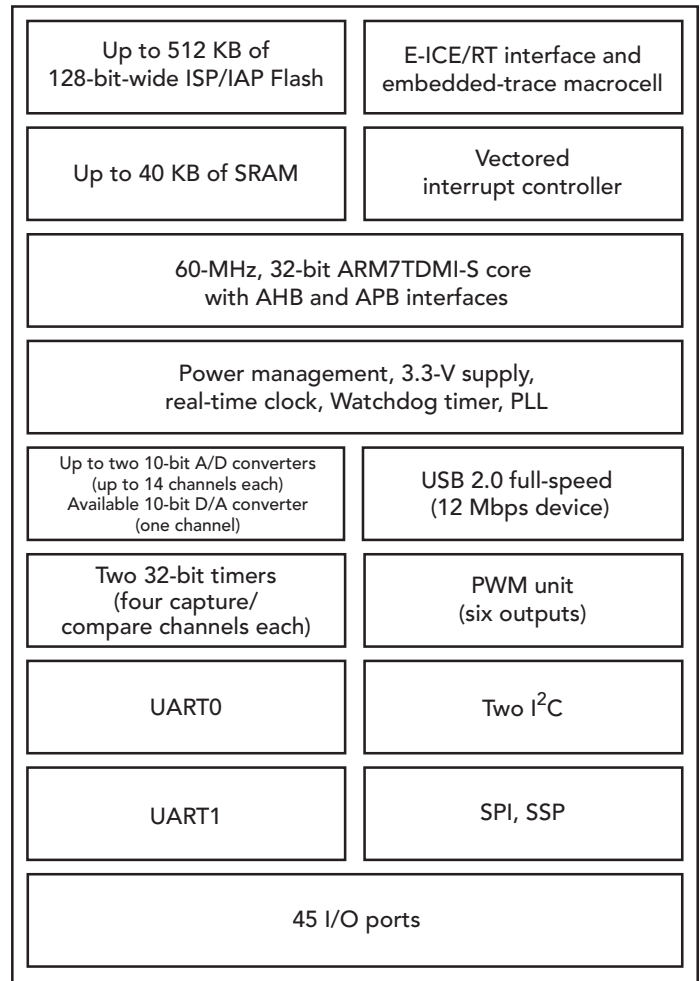 Up to 512 KB of
128-bit-wide ISP/IAP Flash
E-ICE/RT interface and
embedded-trace macrocell
Up to 40 KB of SRAM
Vectored
interrupt controller
60-MHz, 32-bit ARM7TDMI-S core
with AHB and APB interfaces
Power management, 3.3-V supply,
real-time clock, Watchdog timer, PLL
Up to two 10-bit A/D converters
(up to 14 channels each)
Available 10-bit D/A converter
(one channel)
USB 2.0 full-speed
(12 Mbps device)
Two 32-bit timers
(four capture/
compare channels each)
PWM unit
(six outputs)
UART0
Two I²C
UART1
SPI, SSP
45 I/O ports